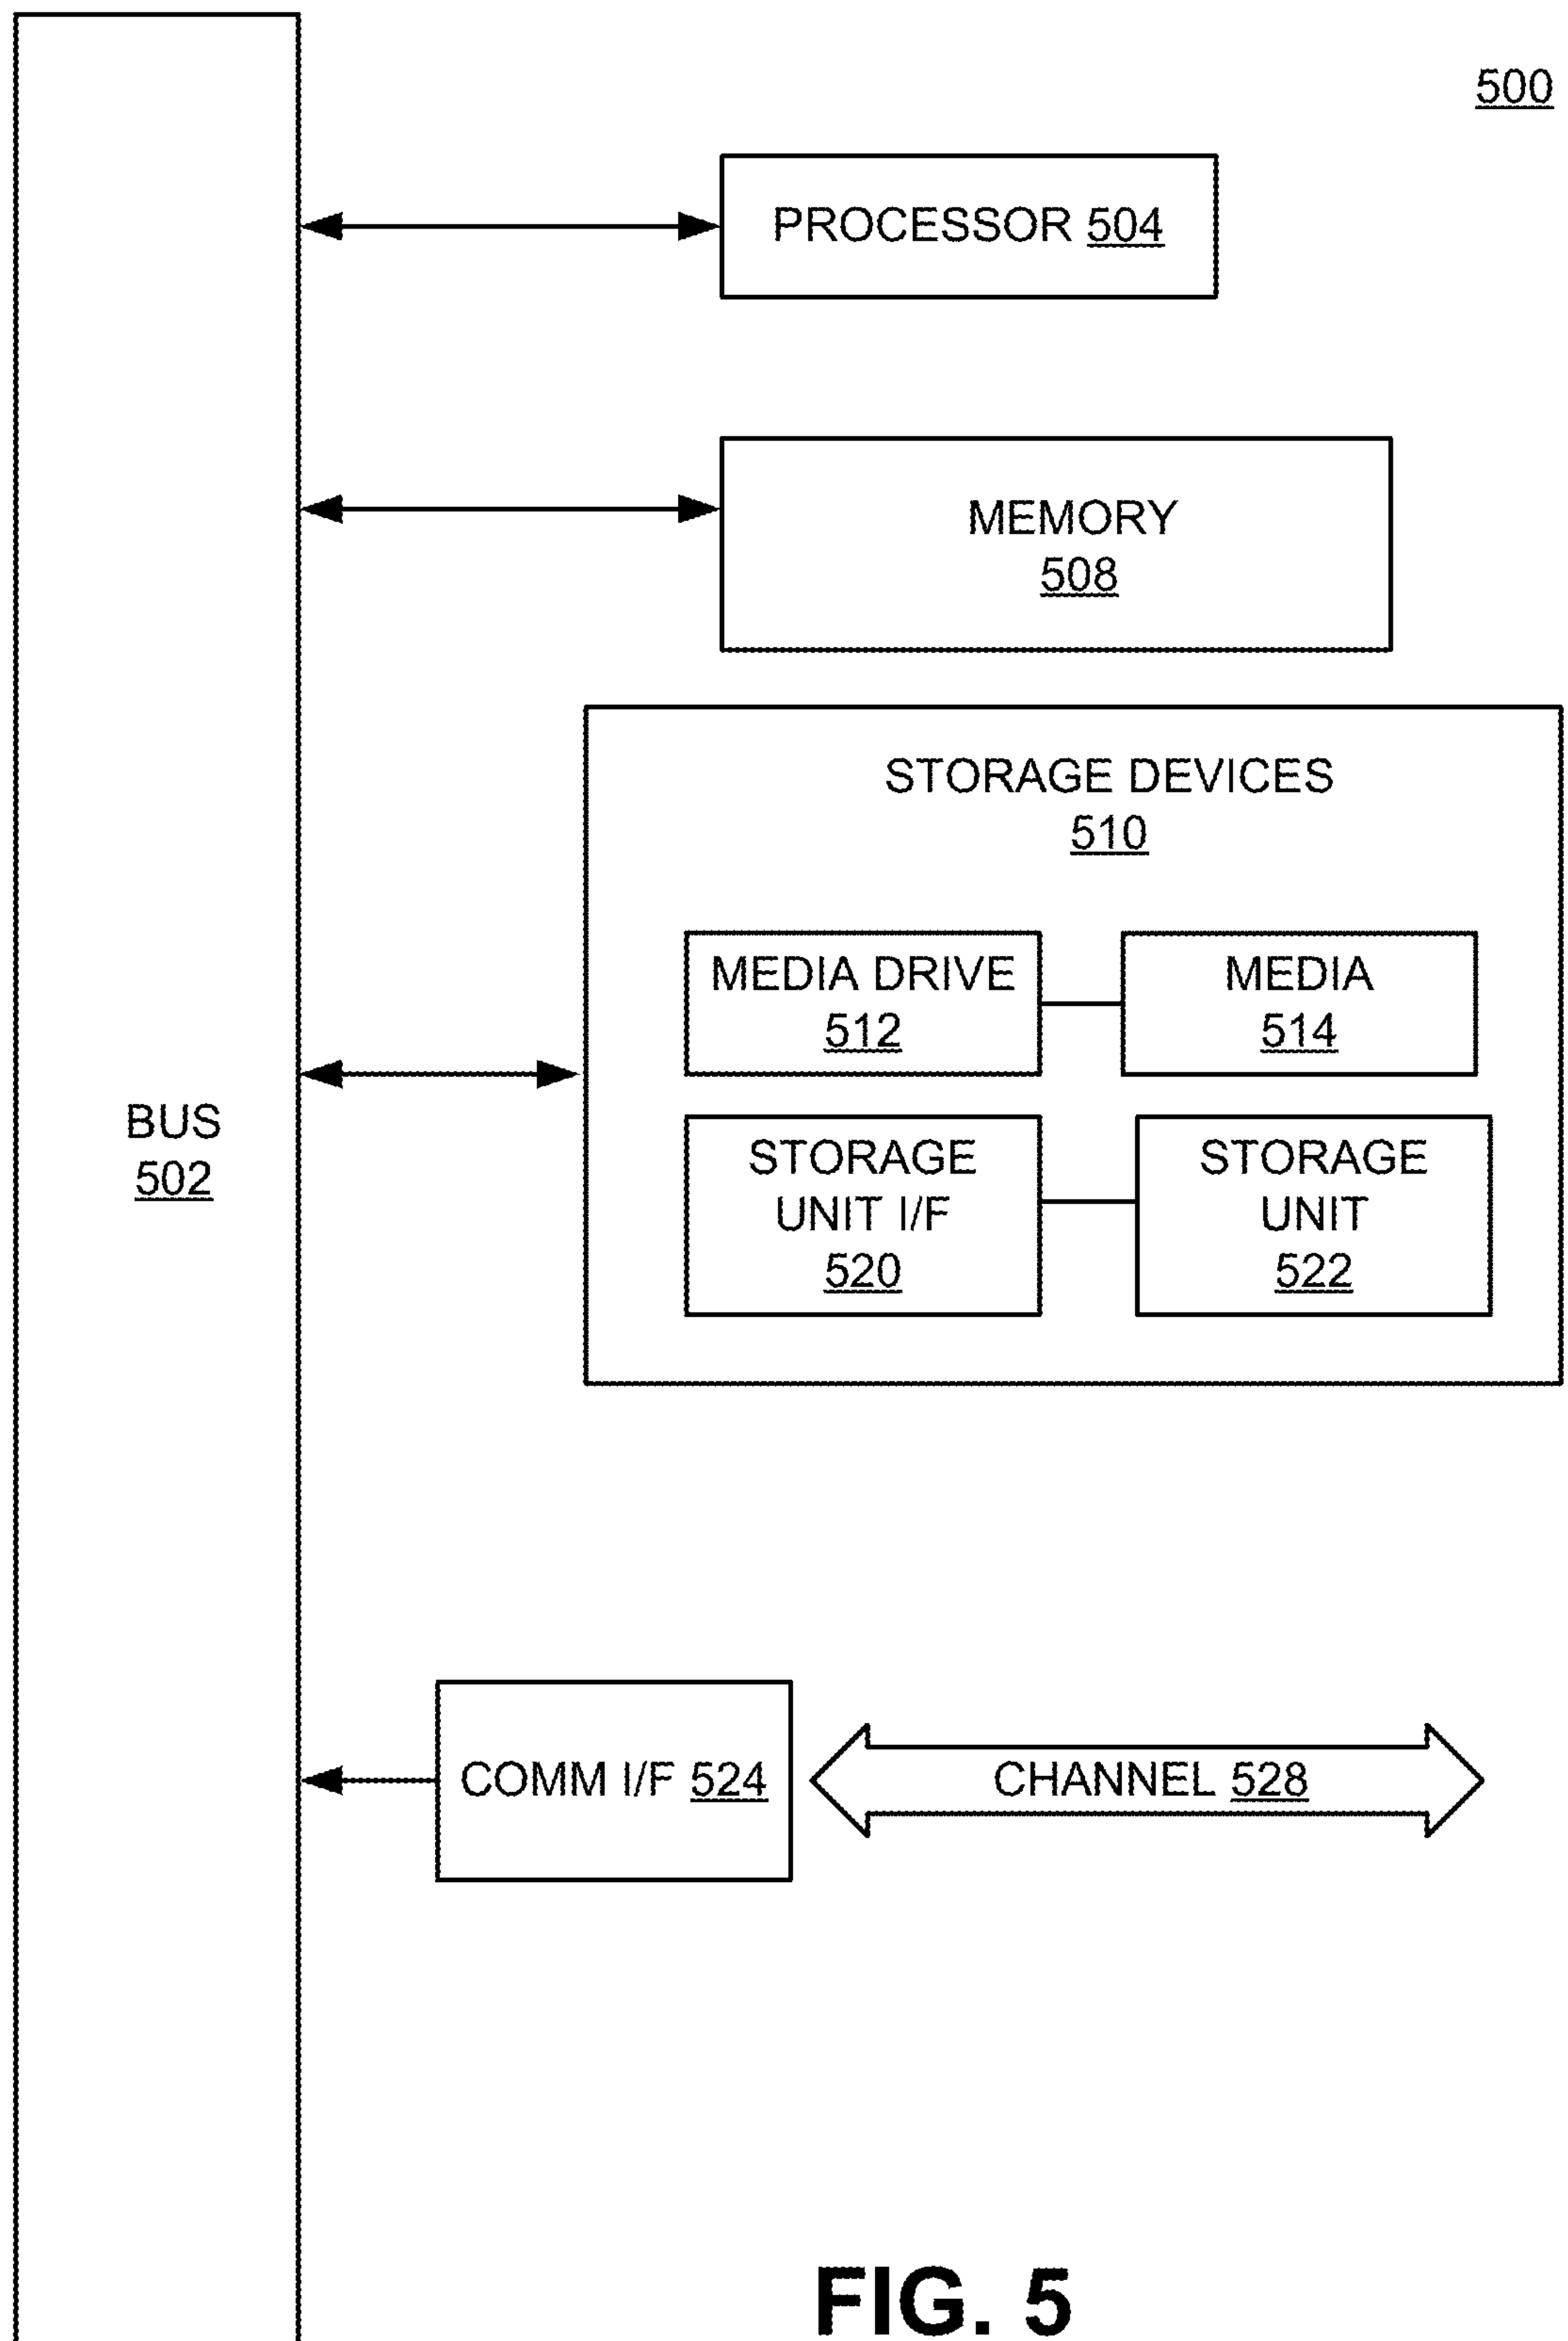 500
PROCESSOR 504
MEMORY
508
STORAGE DEVICES
510
MEDIA DRIVE
512
MEDIA
514
BUS
502
STORAGE
UNIT I/F
520
STORAGE
UNIT
522
COMM I/F 524
CHANNEL 528
FIG. 5